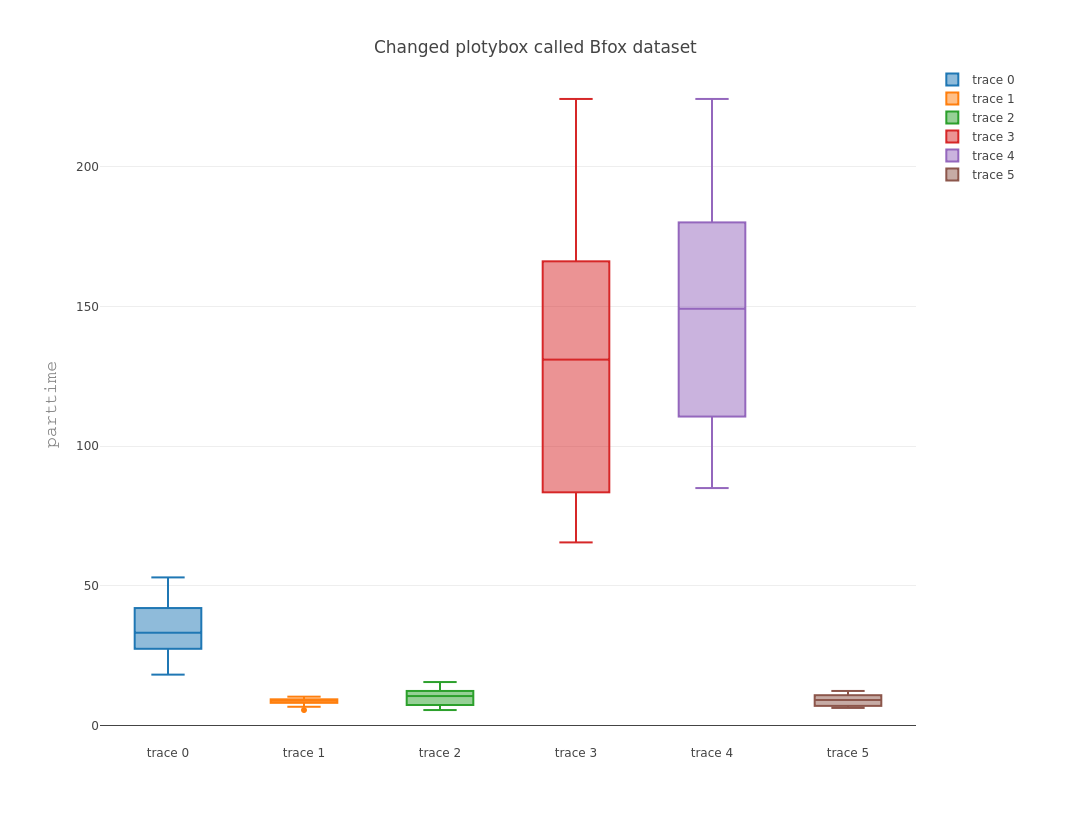 Changed plotybox called Bfox dataset
trace 0
trace 1
trace 2
trace 3
trace 4
trace 5
parttime
200
150
100
50
0
trace 0
trace 1
trace 2
trace 3
trace 4
trace 5